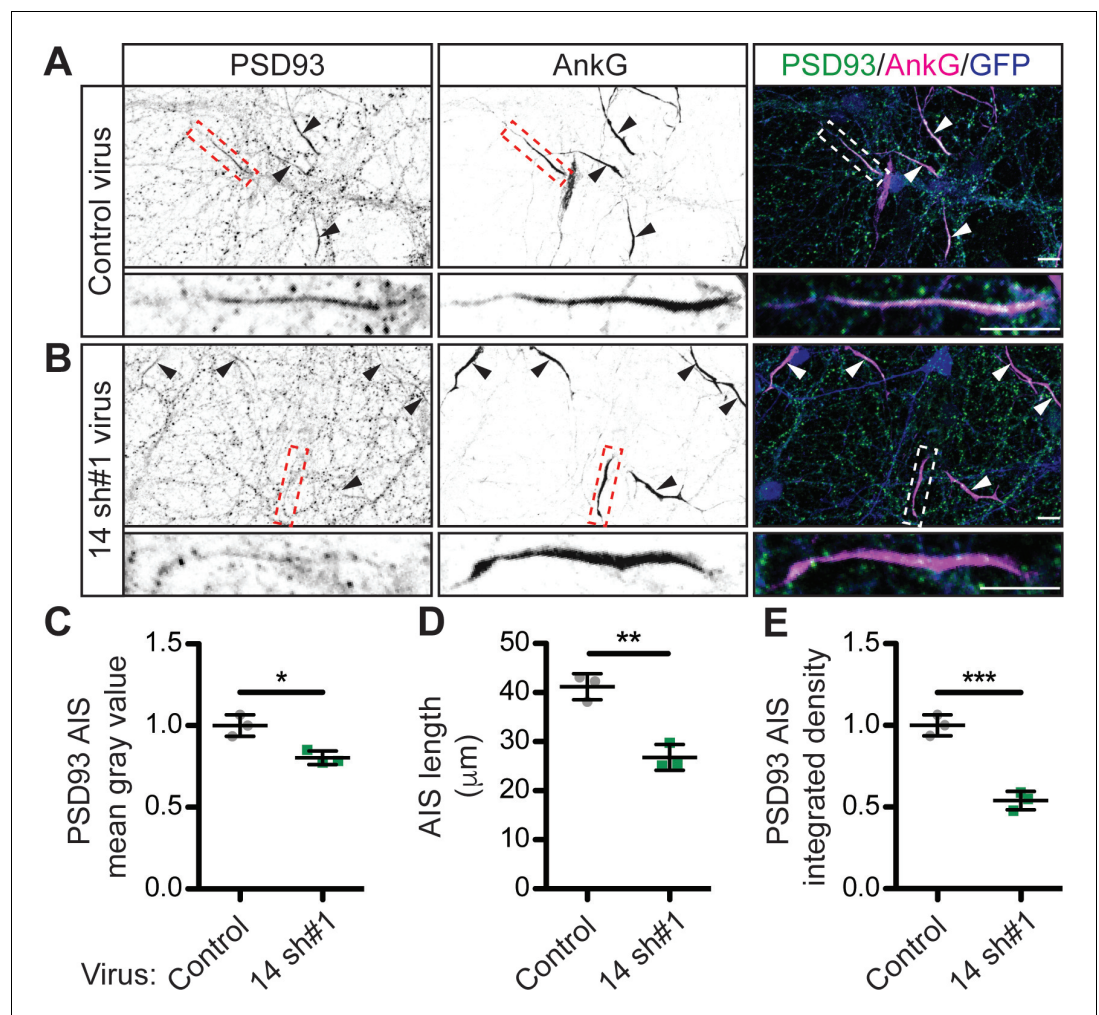 A
PSD93
AnkG
PSD93/AnkG/GFP
Control virus
B
14 sh#1 virus
C
PSD93 AIS
mean gray value
1.5
1.0
0.5
0.0
*
Control
14 sh#1
D
AIS length
(μm)
50
40
30
20
10
0
**
Control
14 sh#1
E
PSD93 AIS
integrated density
1.5
1.0
0.5
0.0
***
Control
14 sh#1
Virus: